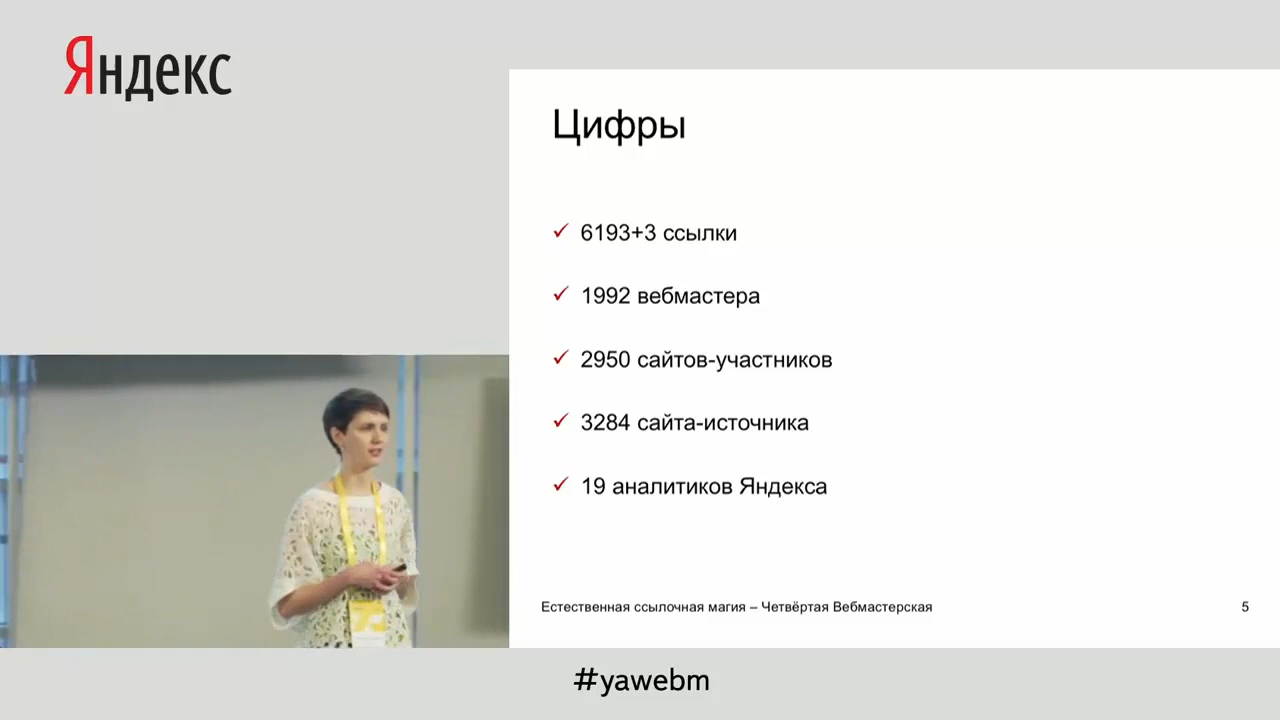 Яндекс
Цифры
✓ 6193+3 ссылки
✓ 1992 вебмастера
✓ 2950 сайтов-участников
✓ 3284 сайта-источника
✓ 19 аналитиков Яндекса
Естественная ссылочная магия – Четвёртая Вебмастерская 5
#yawebm